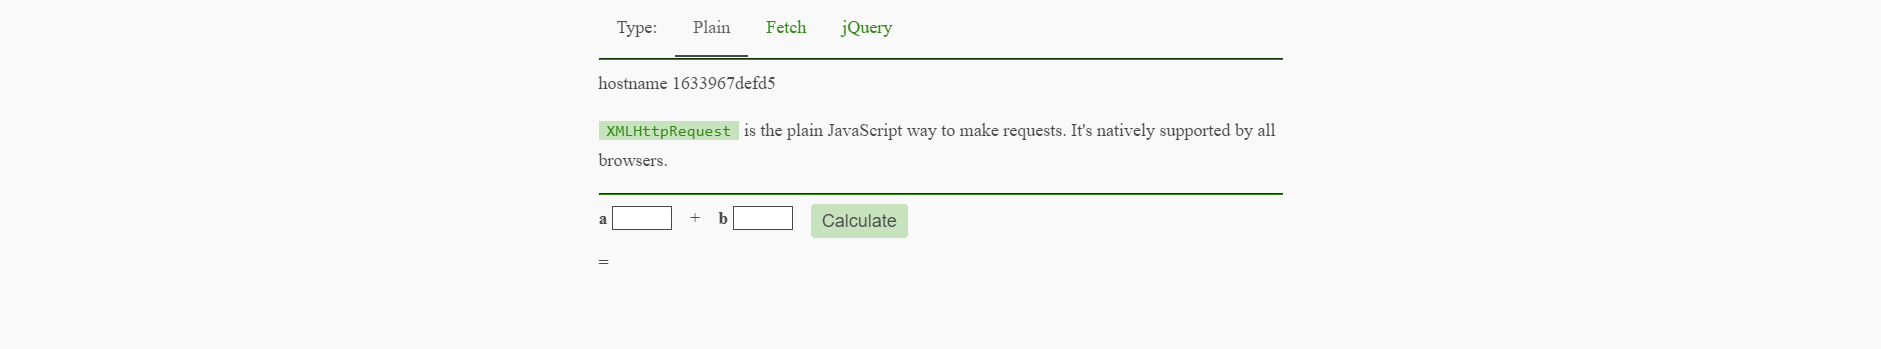 Type: Plain Fetch jQuery
hostname 1633967defd5
XMLHttpRequest is the plain JavaScript way to make requests. It's natively supported by all
browsers.
a + b Calculate
=